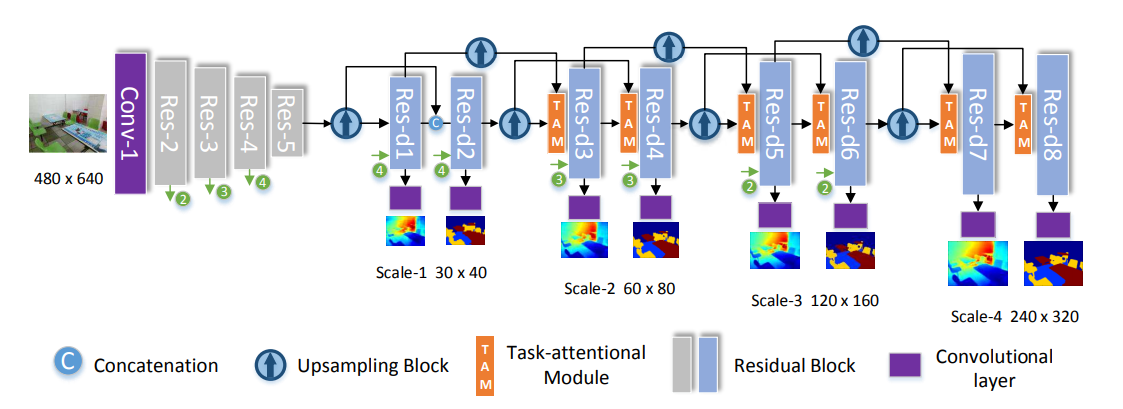 480 x 640
Conv-1
Res-2
Res-3
Res-4
Res-5
2
3
4
Res-d1
C
Res-d2
4
4
Scale-1 30 x 40
TAM
Res-d3
TAM
Res-d4
3
3
Scale-2 60 x 80
TAM
Res-d5
TAM
Res-d6
2
2
Scale-3 120 x 160
TAM
Res-d7
TAM
Res-d8
Scale-4 240 x 320
C
Concatenation
Upsampling Block
TAM
Task-attentional
Module
Residual Block
Convolutional
layer